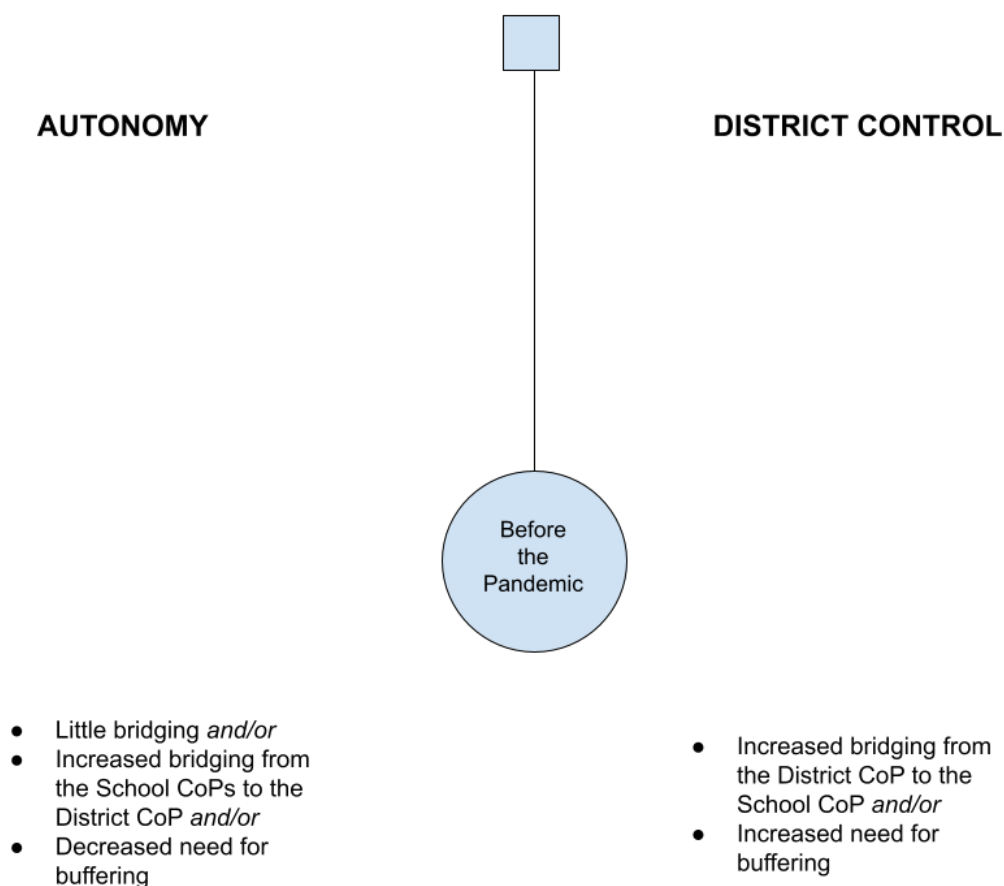 AUTONOMY
DISTRICT CONTROL
Before
the
Pandemic
● Little bridging and/or
● Increased bridging from
the School CoPs to the
District CoP and/or
● Decreased need for
buffering
● Increased bridging from
the District CoP to the
School CoP and/or
● Increased need for
buffering